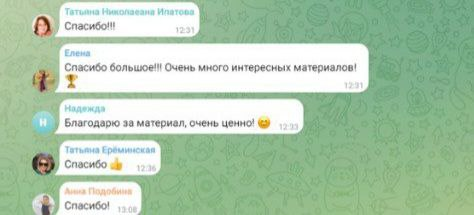 Татьяна Николаеана Ипатова
Спасибо!!!
12:31
Елена
Спасибо большое!!! Очень много интересных материалов!
🏆
12:31
Н
Надежда
Благодарю за материал, очень ценно! 😊
12:33
Татьяна Ерёминская
Спасибо 👍
12:36
Анна Подобина
Спасибо!
13:08